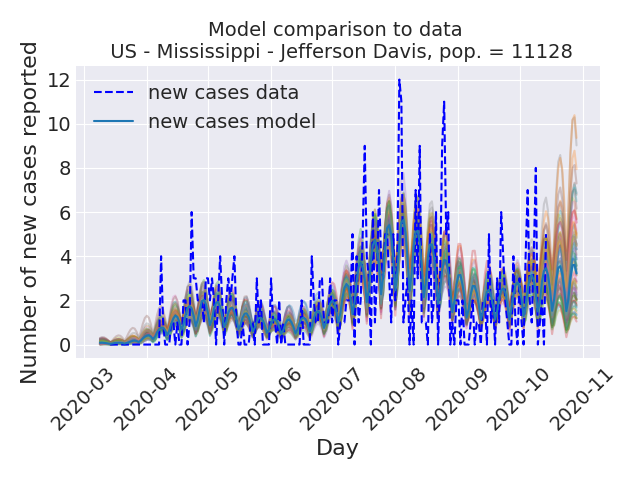 Model comparison to data
US - Mississippi - Jefferson Davis, pop. = 11128
Number of new cases reported
12
10
8
6
4
2
0
new cases data
new cases model
2020-03
2020-04
2020-05
2020-06
2020-07
2020-08
2020-09
2020-10
2020-11
Day